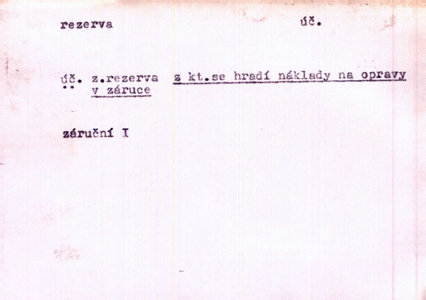 rezerva úč.
úč. z.rezerva z kt.se hradí náklady na opravy
v záruce
záruční I